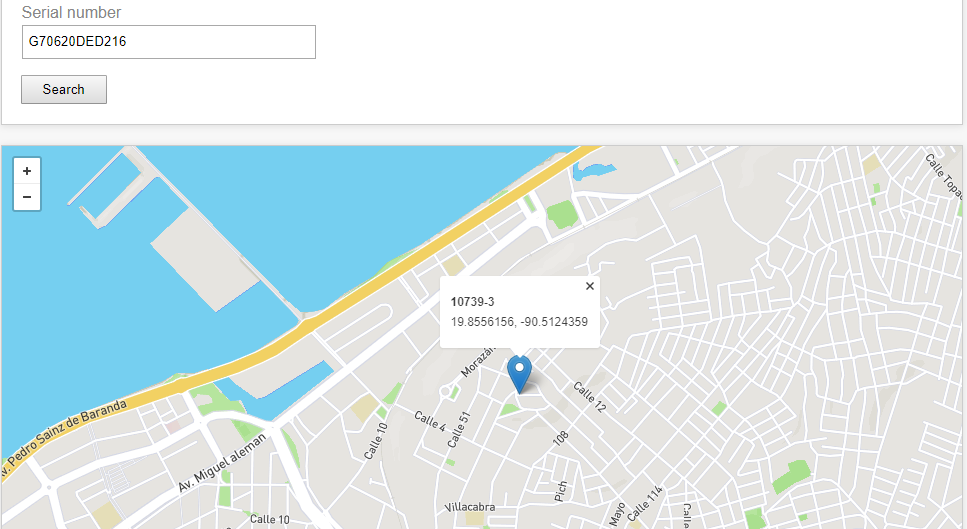 Serial number
G70620DED216
Search
+
−
Calle Topac
×
10739-3
19.8556156, -90.5124359
Morazán
Calle 12
Calle 4
Calle 51
Calle 10
108
Av. Pedro Sainz de Baranda
Av. Miguel aleman
Pich
Calle 114
Villacabra
Mayo
Calle 10
Calle